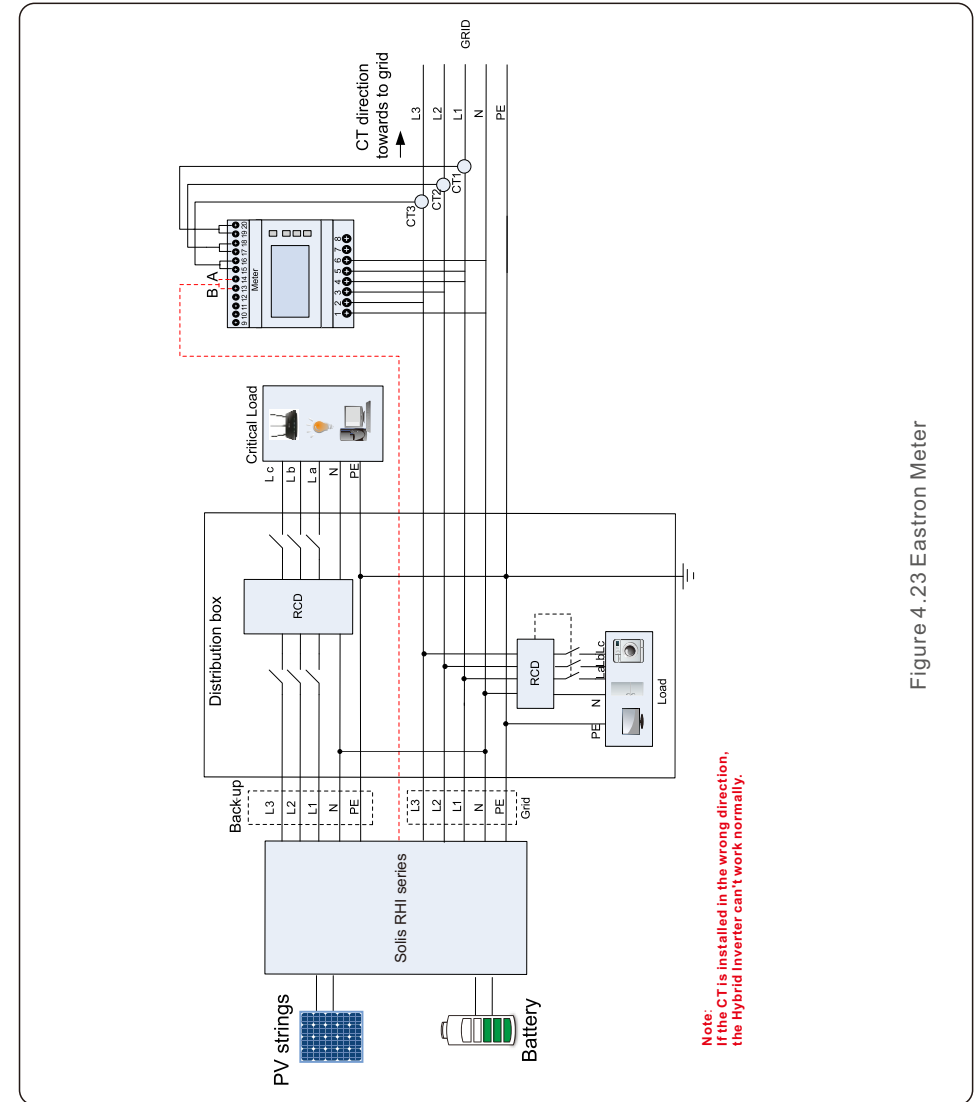 GRID
CT direction
towards to grid
L3
L2
L1
N
PE
CT3
CT2
CT1
B
A
9 10 11 12 13 14 15 16 17 18 19 20
Meter
1 2 3 4 5 6 7 8
Critical Load
L c
L b
L a
N
PE
Distribution box
RCD
RCD
La Lb Lc
N
PE
Load
Back-up
L3
L2
L1
N
PE
L3
L2
L1
N
PE
Grid
Solis RHI series
PV strings
Battery
Note:
If the CT is installed in the wrong direction,
the Hybrid Inverter can't work normally.
Figure 4.23 Eastron Meter